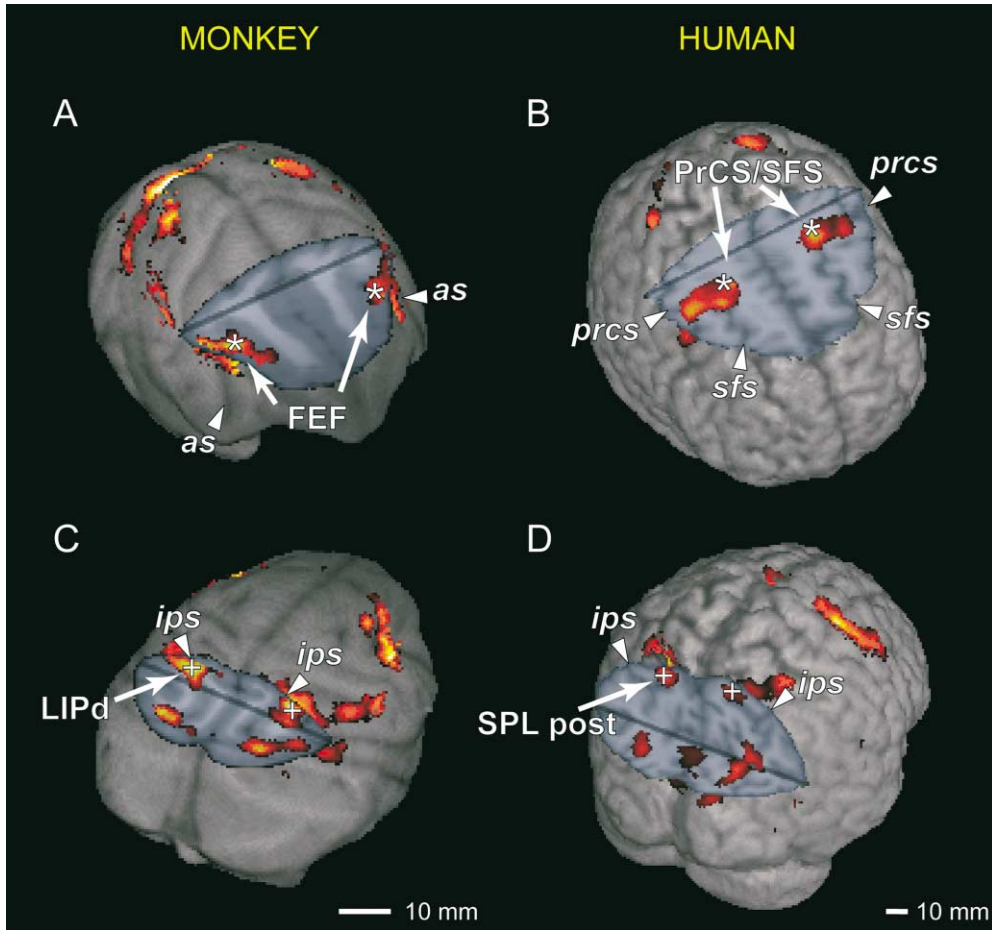 MONKEY
HUMAN
A
B
PrCS/SFS
prcs
*
*
*
as
*
prcs
sfs
sfs
FEF
as
C
D
ips
ips
ips
+
+
+
+
ips
LIPd
SPL post
10 mm
10 mm